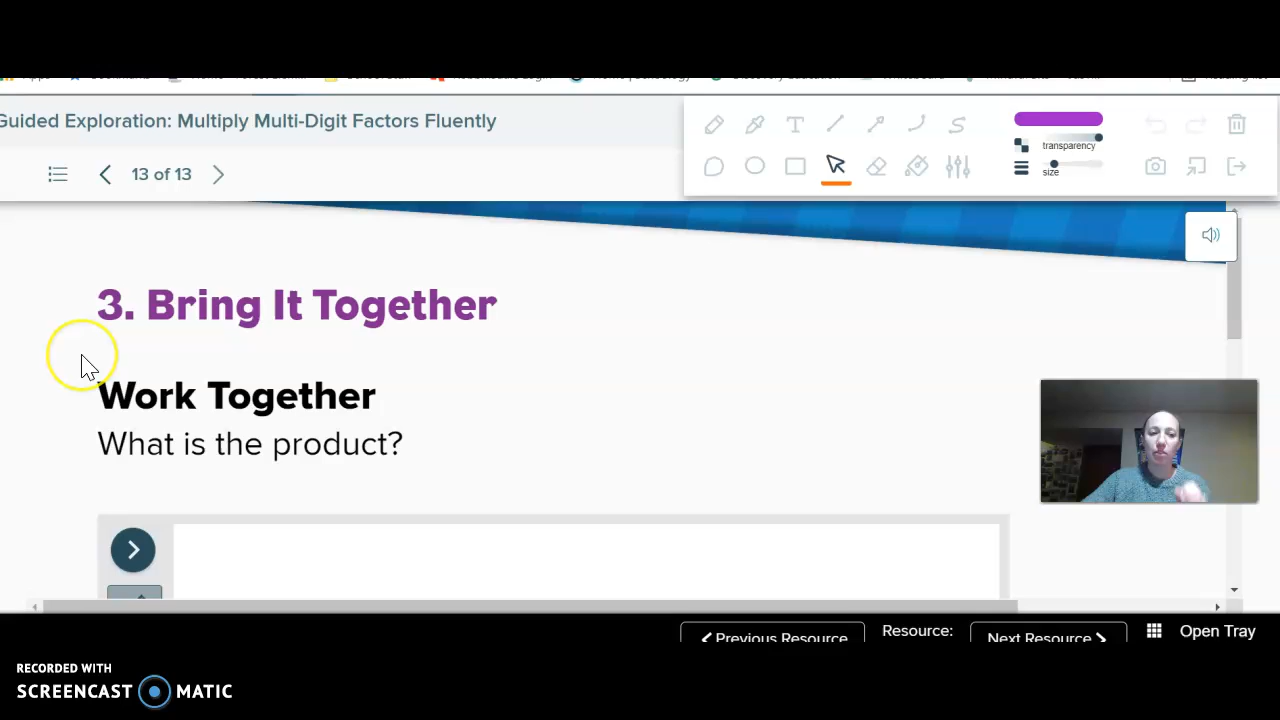 Guided Exploration: Multiply Multi-Digit Factors Fluently
13 of 13
T
transparency
size
3. Bring It Together
Work Together
What is the product?
Previous Resource
Resource:
Next Resource
Open Tray
RECORDED WITH
SCREENCAST MATIC